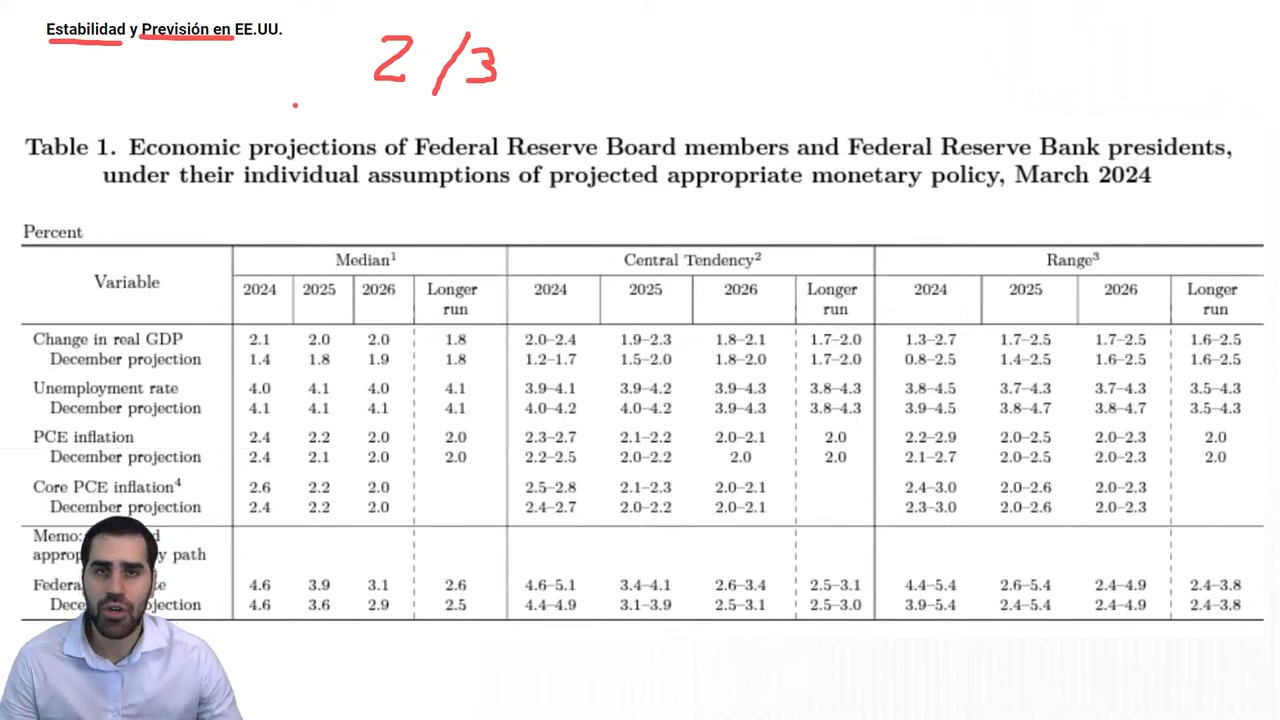 Estabilidad y Previsión en EE.UU.
2 /3
Table 1. Economic projections of Federal Reserve Board members and Federal Reserve Bank presidents,
under their individual assumptions of projected appropriate monetary policy, March 2024
Percent
Variable Median¹ Central Tendency² Range³
2024 2025 2026 Longer run 2024 2025 2026 Longer run 2024 2025 2026 Longer run
Change in real GDP 2.1 2.0 2.0 1.8 2.0–2.4 1.9–2.3 1.8–2.1 1.7–2.0 1.3–2.7 1.7–2.5 1.7–2.5 1.6–2.5
December projection 1.4 1.8 1.9 1.8 1.2–1.7 1.5–2.0 1.8–2.0 1.7–2.0 0.8–2.5 1.4–2.5 1.6–2.5 1.6–2.5
Unemployment rate 4.0 4.1 4.0 4.1 3.9–4.1 3.9–4.2 3.9–4.3 3.8–4.3 3.8–4.5 3.7–4.3 3.7–4.3 3.5–4.3
December projection 4.1 4.1 4.1 4.1 4.0–4.2 4.0–4.2 3.9–4.3 3.8–4.3 3.9–4.5 3.8–4.7 3.8–4.7 3.5–4.3
PCE inflation 2.4 2.2 2.0 2.0 2.3–2.7 2.1–2.2 2.0–2.1 2.0 2.2–2.9 2.0–2.5 2.0–2.3 2.0
December projection 2.4 2.1 2.0 2.0 2.2–2.5 2.0–2.2 2.0 2.0 2.1–2.7 2.0–2.5 2.0–2.3 2.0
Core PCE inflation⁴ 2.6 2.2 2.0 2.5–2.8 2.1–2.3 2.0–2.1 2.4–3.0 2.0–2.6 2.0–2.3
December projection 2.4 2.2 2.0 2.4–2.7 2.0–2.2 2.0–2.1 2.3–3.0 2.0–2.6 2.0–2.3
Memo:
path
4.6 3.9 3.1 2.6 4.6–5.1 3.4–4.1 2.6–3.4 2.5–3.1 4.4–5.4 2.6–5.4 2.4–4.9 2.4–3.8
4.6 3.6 2.9 2.5 4.4–4.9 3.1–3.9 2.5–3.1 2.5–3.0 3.9–5.4 2.4–5.4 2.4–4.9 2.4–3.8